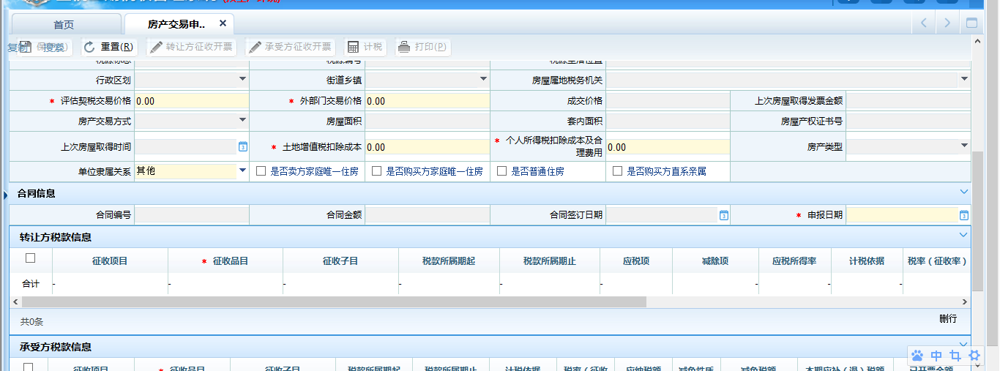 首页 房产交易申..
复制 搜索 重置(R) 转让方征收开票 承受方征收开票 计税 打印(P)
行政区划 街道乡镇 房屋属地税务机关
* 评估契税交易价格 0.00 * 外部门交易价格 0.00 成交价格 上次房屋取得发票金额
房产交易方式 房屋面积 套内面积 房屋产权证书号
上次房屋取得时间 * 土地增值税扣除成本 0.00 * 个人所得税扣除成本及合
理费用 0.00 房产类型
单位隶属关系 其他 是否卖方家庭唯一住房 是否购买方家庭唯一住房 是否普通住房 是否购买方直系亲属
合同信息
合同编号 合同金额 合同签订日期 * 申报日期
转让方税款信息
征收项目 * 征收品目 征收子目 税款所属期起 税款所属期止 应税项 减除项 应税所得率 计税依据 税率（征收率）
合计 - - - - - - - - -
共0条 删行
承受方税款信息
征收项目 * 征收品目 征收子目 税款所属期起 税款所属期止 计税依据 税率（征收 应纳税额 减免性质 减免税额 本期应补（退）税额 已开票金额
中